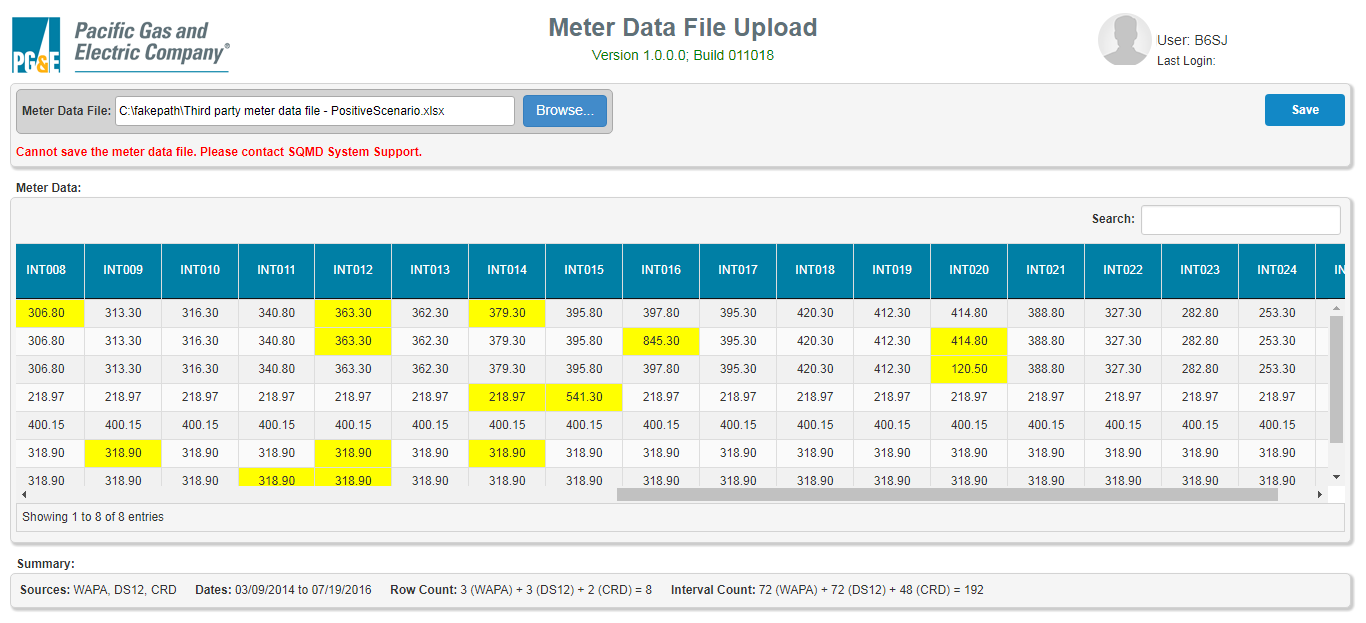 Pacific Gas and
Electric Company®
PG&E
Meter Data File Upload
Version 1.0.0.0; Build 011018
User: B6SJ
Last Login:
Meter Data File: C:\fakepath\Third party meter data file - PositiveScenario.xlsx Browse... Save
Cannot save the meter data file. Please contact SQMD System Support.
Meter Data:
Search:
INT008 INT009 INT010 INT011 INT012 INT013 INT014 INT015 INT016 INT017 INT018 INT019 INT020 INT021 INT022 INT023 INT024 IN
306.80 313.30 316.30 340.80 363.30 362.30 379.30 395.80 397.80 395.30 420.30 412.30 414.80 388.80 327.30 282.80 253.30
306.80 313.30 316.30 340.80 363.30 362.30 379.30 395.80 845.30 395.30 420.30 412.30 414.80 388.80 327.30 282.80 253.30
306.80 313.30 316.30 340.80 363.30 362.30 379.30 395.80 397.80 395.30 420.30 412.30 120.50 388.80 327.30 282.80 253.30
218.97 218.97 218.97 218.97 218.97 218.97 218.97 541.30 218.97 218.97 218.97 218.97 218.97 218.97 218.97 218.97 218.97
400.15 400.15 400.15 400.15 400.15 400.15 400.15 400.15 400.15 400.15 400.15 400.15 400.15 400.15 400.15 400.15 400.15
318.90 318.90 318.90 318.90 318.90 318.90 318.90 318.90 318.90 318.90 318.90 318.90 318.90 318.90 318.90 318.90 318.90
318.90 318.90 318.90 318.90 318.90 318.90 318.90 318.90 318.90 318.90 318.90 318.90 318.90 318.90 318.90 318.90 318.90
Showing 1 to 8 of 8 entries
Summary:
Sources: WAPA, DS12, CRD Dates: 03/09/2014 to 07/19/2016 Row Count: 3 (WAPA) + 3 (DS12) + 2 (CRD) = 8 Interval Count: 72 (WAPA) + 72 (DS12) + 48 (CRD) = 192